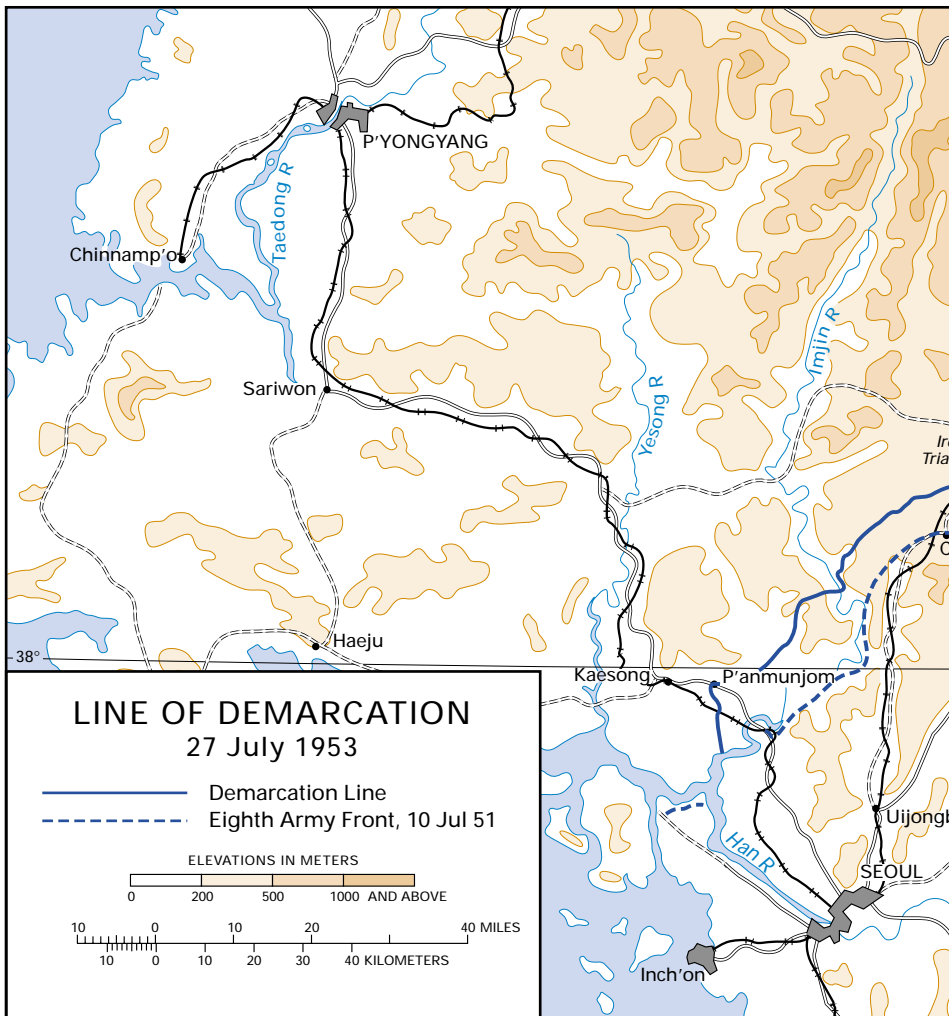 P'YONGYANG
Taedong R
Chinnamp'o
Imjin R
Sariwon
Yesong R
Haeju
38°
Kaesong
P'anmunjom
LINE OF DEMARCATION
27 July 1953
Demarcation Line
Eighth Army Front, 10 Jul 51
ELEVATIONS IN METERS
0 200 500 1000 AND ABOVE
10 0 10 20 40 MILES
10 0 10 20 30 40 KILOMETERS
Han R
SEOUL
Inch'on